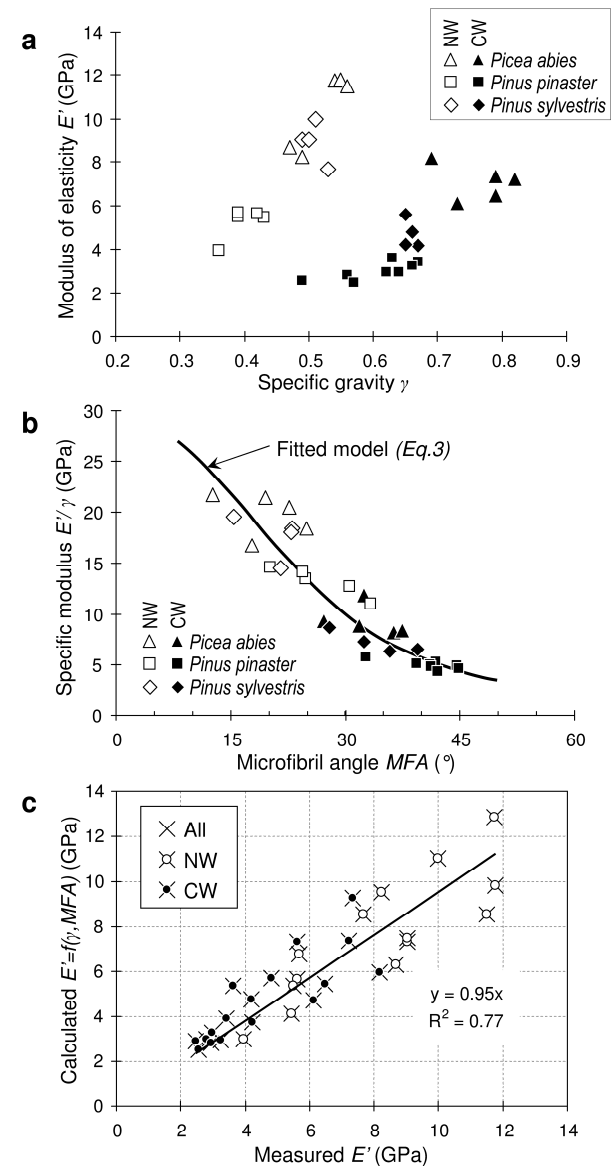 a
NW
CW
Picea abies
Pinus pinaster
Pinus sylvestris
Modulus of elasticity E' (GPa)
14
12
10
8
6
4
2
0
0.2 0.3 0.4 0.5 0.6 0.7 0.8 0.9
Specific gravity γ
b
Specific modulus E'/γ (GPa)
30
25
20
15
10
5
0
Fitted model (Eq.3)
NW
CW
Picea abies
Pinus pinaster
Pinus sylvestris
0 15 30 45 60
Microfibril angle MFA (°)
c
Calculated E'=f(γ,MFA) (GPa)
14
12
10
8
6
4
2
0
All
NW
CW
y = 0.95x
R² = 0.77
0 2 4 6 8 10 12 14
Measured E' (GPa)